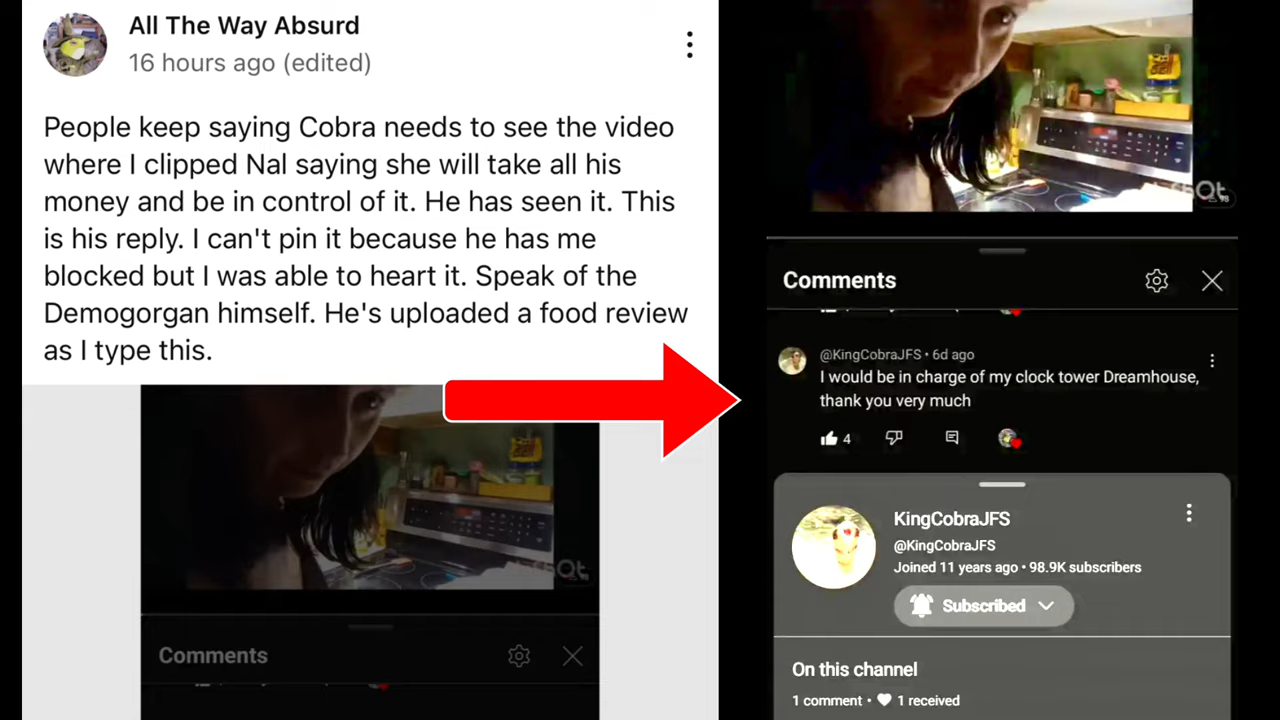 All The Way Absurd
16 hours ago (edited)
People keep saying Cobra needs to see the video
where I clipped Nal saying she will take all his
money and be in control of it. He has seen it. This
is his reply. I can't pin it because he has me
blocked but I was able to heart it. Speak of the
Demogorgan himself. He's uploaded a food review
as I type this.
Comments
Comments
@KingCobraJFS • 6d ago
I would be in charge of my clock tower Dreamhouse,
thank you very much
4
KingCobraJFS
@KingCobraJFS
Joined 11 years ago • 98.9K subscribers
Subscribed
On this channel
1 comment • 1 received